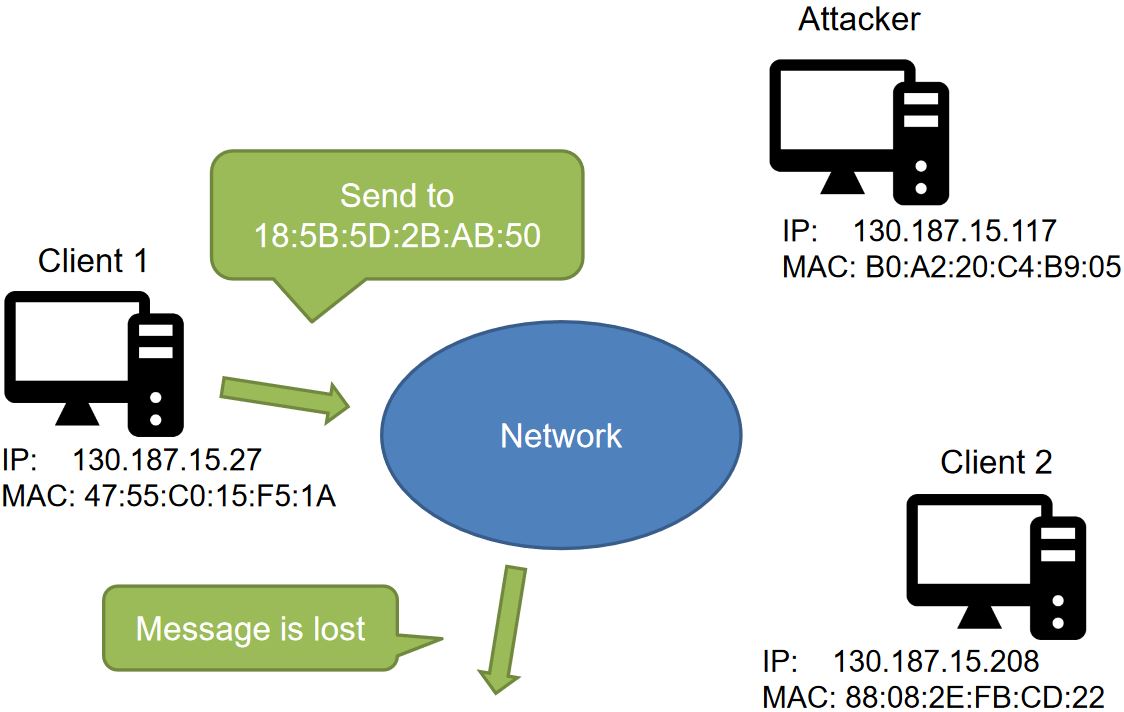 Attacker
IP: 130.187.15.117
MAC: B0:A2:20:C4:B9:05
Send to
18:5B:5D:2B:AB:50
Client 1
IP: 130.187.15.27
MAC: 47:55:C0:15:F5:1A
Network
Client 2
IP: 130.187.15.208
MAC: 88:08:2E:FB:CD:22
Message is lost